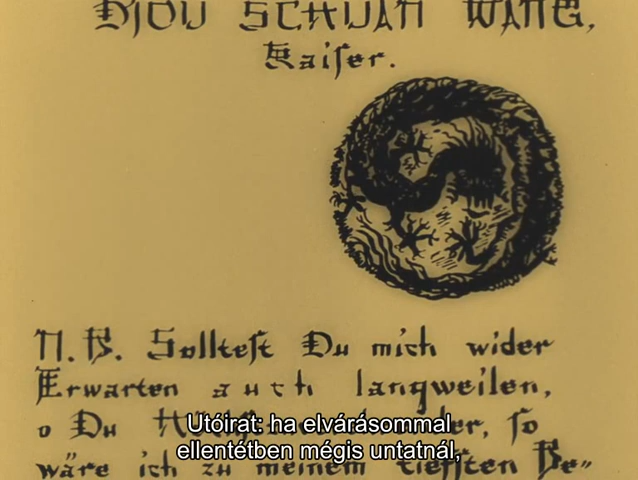 DJOU SCHUAN WANG,
Kaiser.
N.B. Solltest Du mich wider
Erwarten auch langweilen,
o Du so
wäre ich zu meinem tiefsten Be-
Utóirat: ha elvárásommal
ellentétben mégis untatnál,